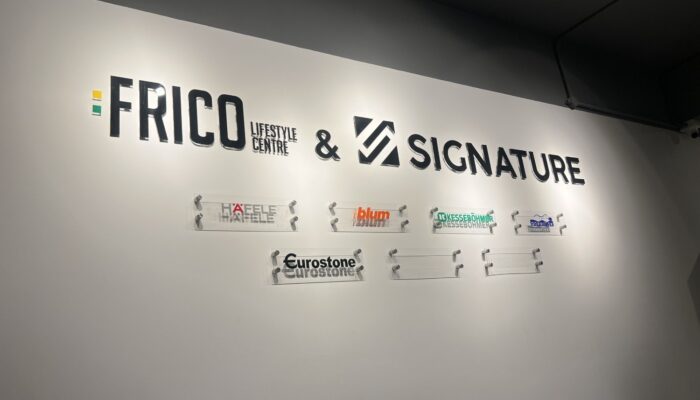 FRICO LIFESTYLE CENTRE & SIGNATURE
HÄFELE
blum
KESSEBÖHMER
Eurostone